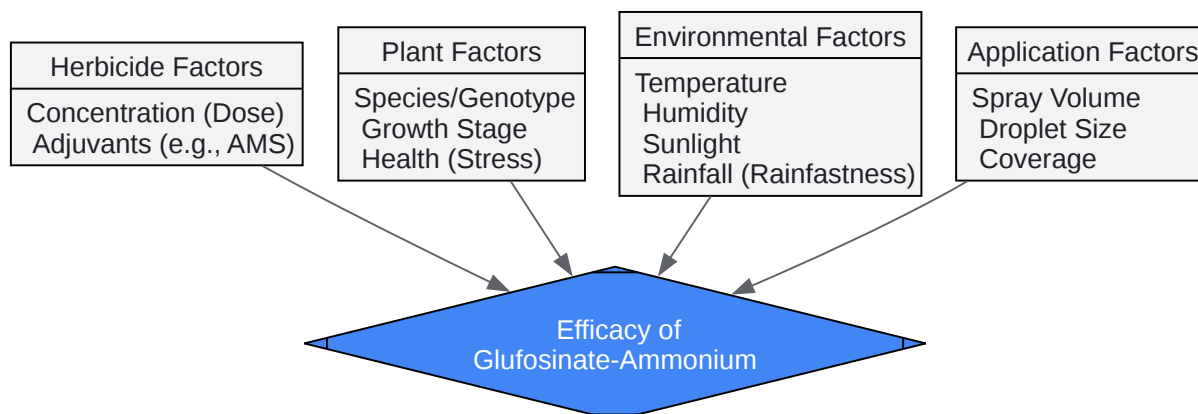 Herbicide Factors
Concentration (Dose)
Adjuvants (e.g., AMS)
Plant Factors
Species/Genotype
Growth Stage
Health (Stress)
Environmental Factors
Temperature
Humidity
Sunlight
Rainfall (Rainfastness)
Application Factors
Spray Volume
Droplet Size
Coverage
Efficacy of
Glufosinate-Ammonium